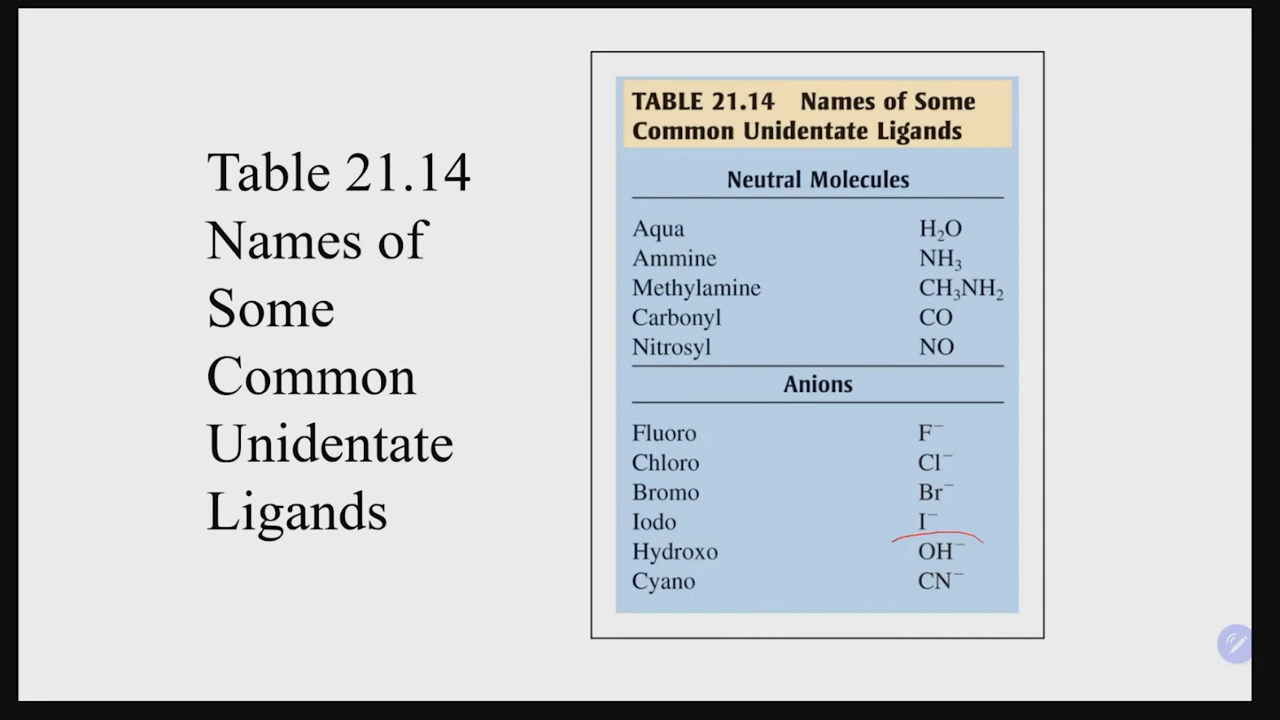 Table 21.14
Names of
Some
Common
Unidentate
Ligands
TABLE 21.14 Names of Some
Common Unidentate Ligands
Neutral Molecules
Aqua H₂O
Ammine NH₃
Methylamine CH₃NH₂
Carbonyl CO
Nitrosyl NO
Anions
Fluoro F⁻
Chloro Cl⁻
Bromo Br⁻
Iodo I⁻
Hydroxo OH⁻
Cyano CN⁻